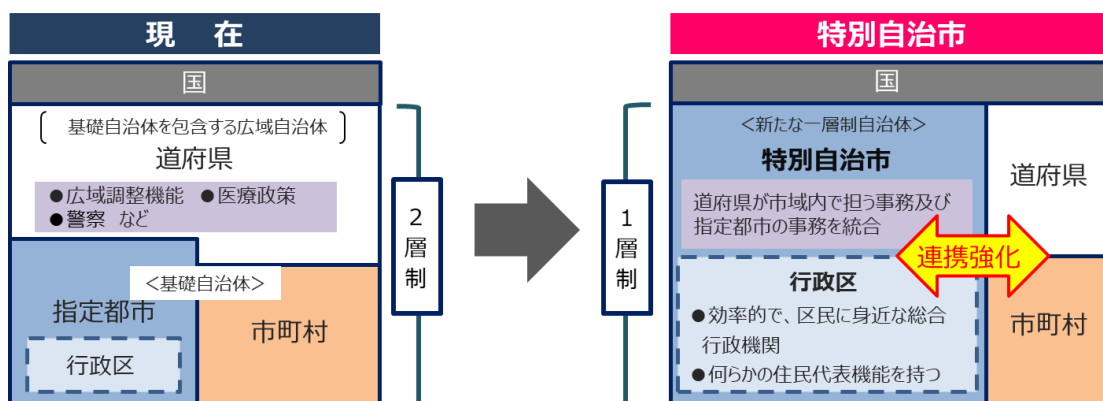 現 在
国
基礎自治体を包含する広域自治体
道府県
●広域調整機能 ●医療政策
●警察 など
<基礎自治体>
指定都市
行政区
市町村
2層制
特別自治市
国
<新たな一層制自治体>
特別自治市
道府県が市域内で担う事務及び
指定都市の事務を統合
道府県
連携強化
行政区
●効率的で、区民に身近な総合
行政機関
●何らかの住民代表機能を持つ
市町村
1層制